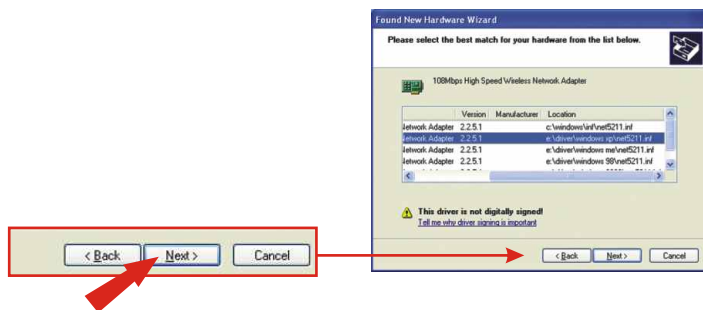 Found New Hardware Wizard
Please select the best match for your hardware from the list below.
108Mbps High Speed Wireless Network Adapter
Version Manufacturer Location
Network Adapter 2.2.5.1 c:\windows\inf\net5211.inf
Network Adapter 2.2.5.1 e:\driver\windows xp\net5211.inf
Network Adapter 2.2.5.1 e:\driver\windows me\net5211.inf
Network Adapter 2.2.5.1 e:\driver\windows 98\net5211.inf
This driver is not digitally signed!
Tell me why driver signing is important
< Back Next > Cancel
< Back Next > Cancel